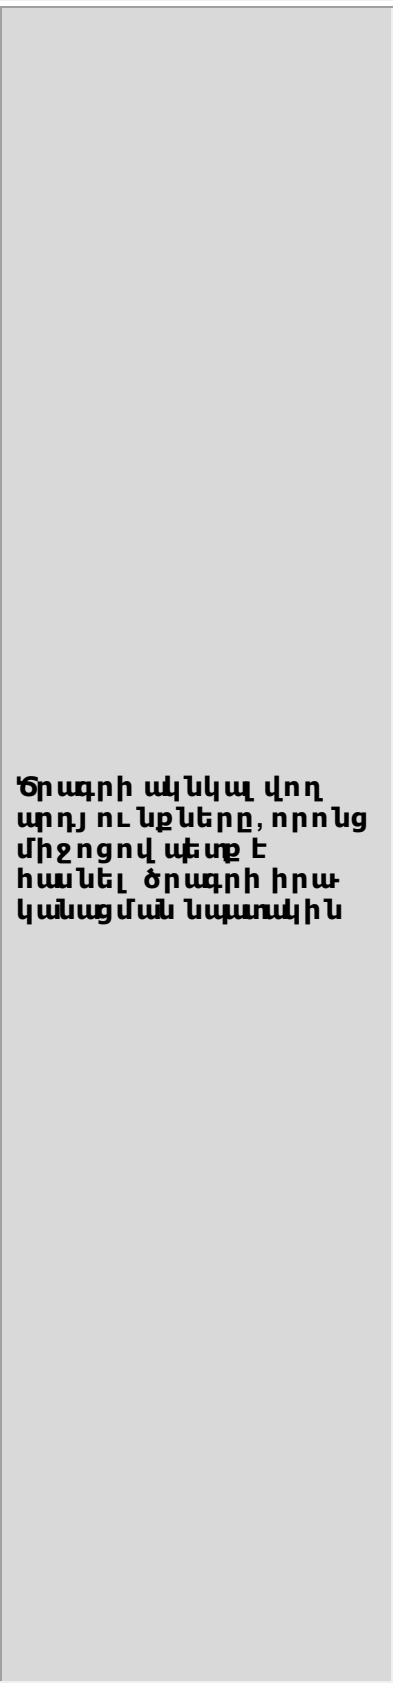 Ծրագրի ակնկալվող
արդյունքները, որոնց
միջոցով պետք է
հասնել ծրագրի իրա-
կանացման նպատակին